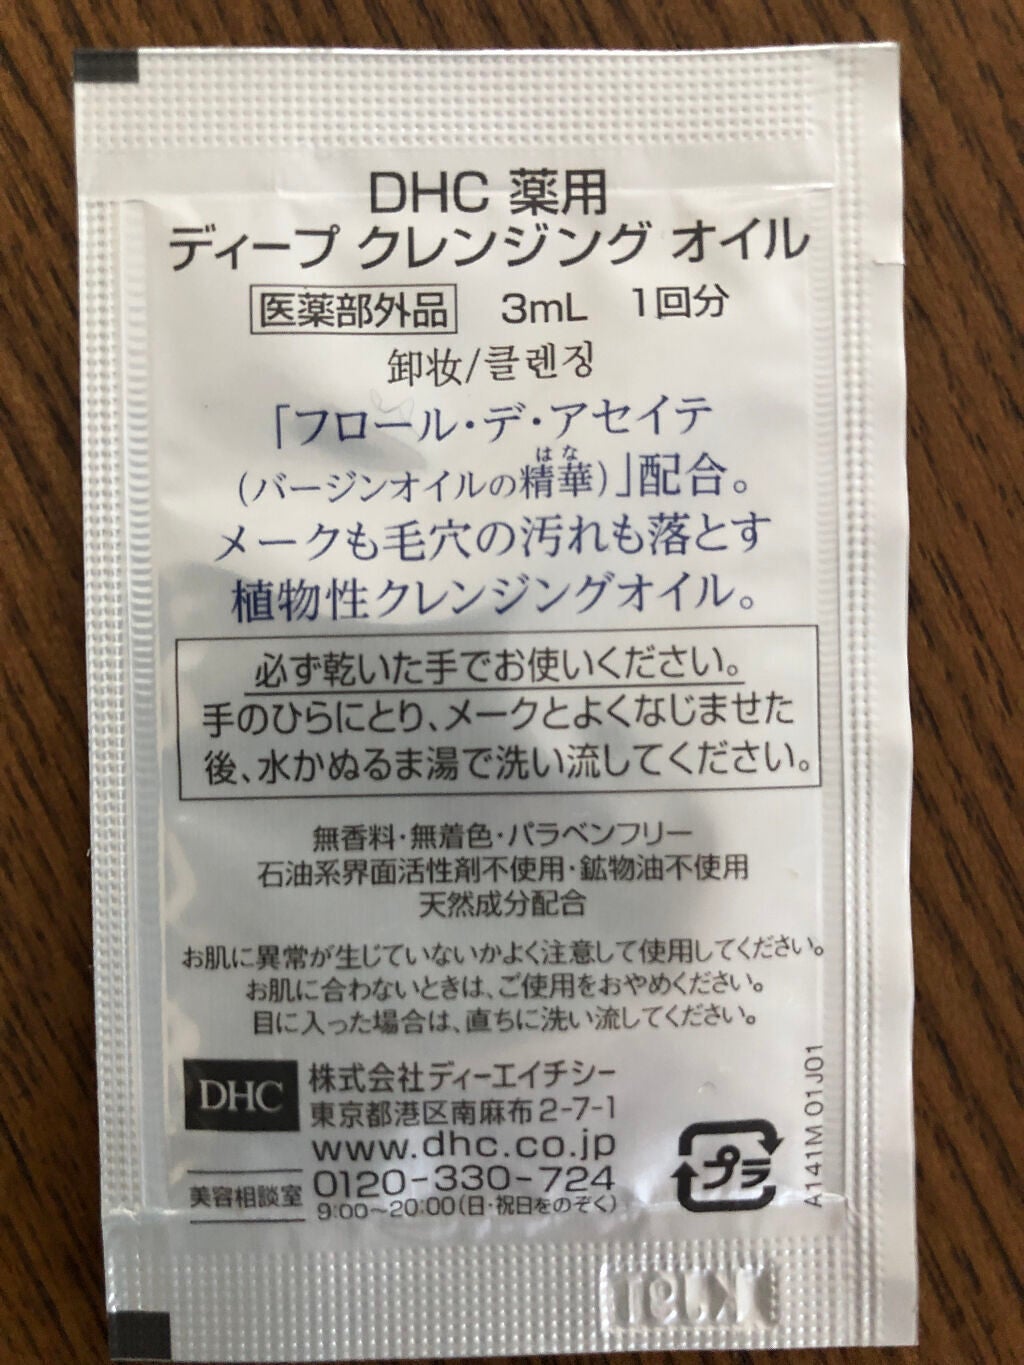 DHC 薬用
ディープ クレンジング オイル
医薬部外品 3mL 1回分
卸妆/클렌징
「フロール・デ・アセイテ
はな
(バージンオイルの精華)」配合。
メークも毛穴の汚れも落とす
植物性クレンジングオイル。
必ず乾いた手でお使いください。
手のひらにとり、メークとよくなじませた
後、水かぬるま湯で洗い流してください。
無香料・無着色・パラベンフリー
石油系界面活性剤不使用・鉱物油不使用
天然成分配合
お肌に異常が生じていないかよく注意して使用してください。
お肌に合わないときは、ご使用をおやめください。
目に入った場合は、直ちに洗い流してください。
DHC 株式会社ディーエイチシー
東京都港区南麻布2-7-1
www.dhc.co.jp
美容相談室 0120-330-724
9:00〜20:00(日・祝日をのぞく)
プラ
A141M 01J01